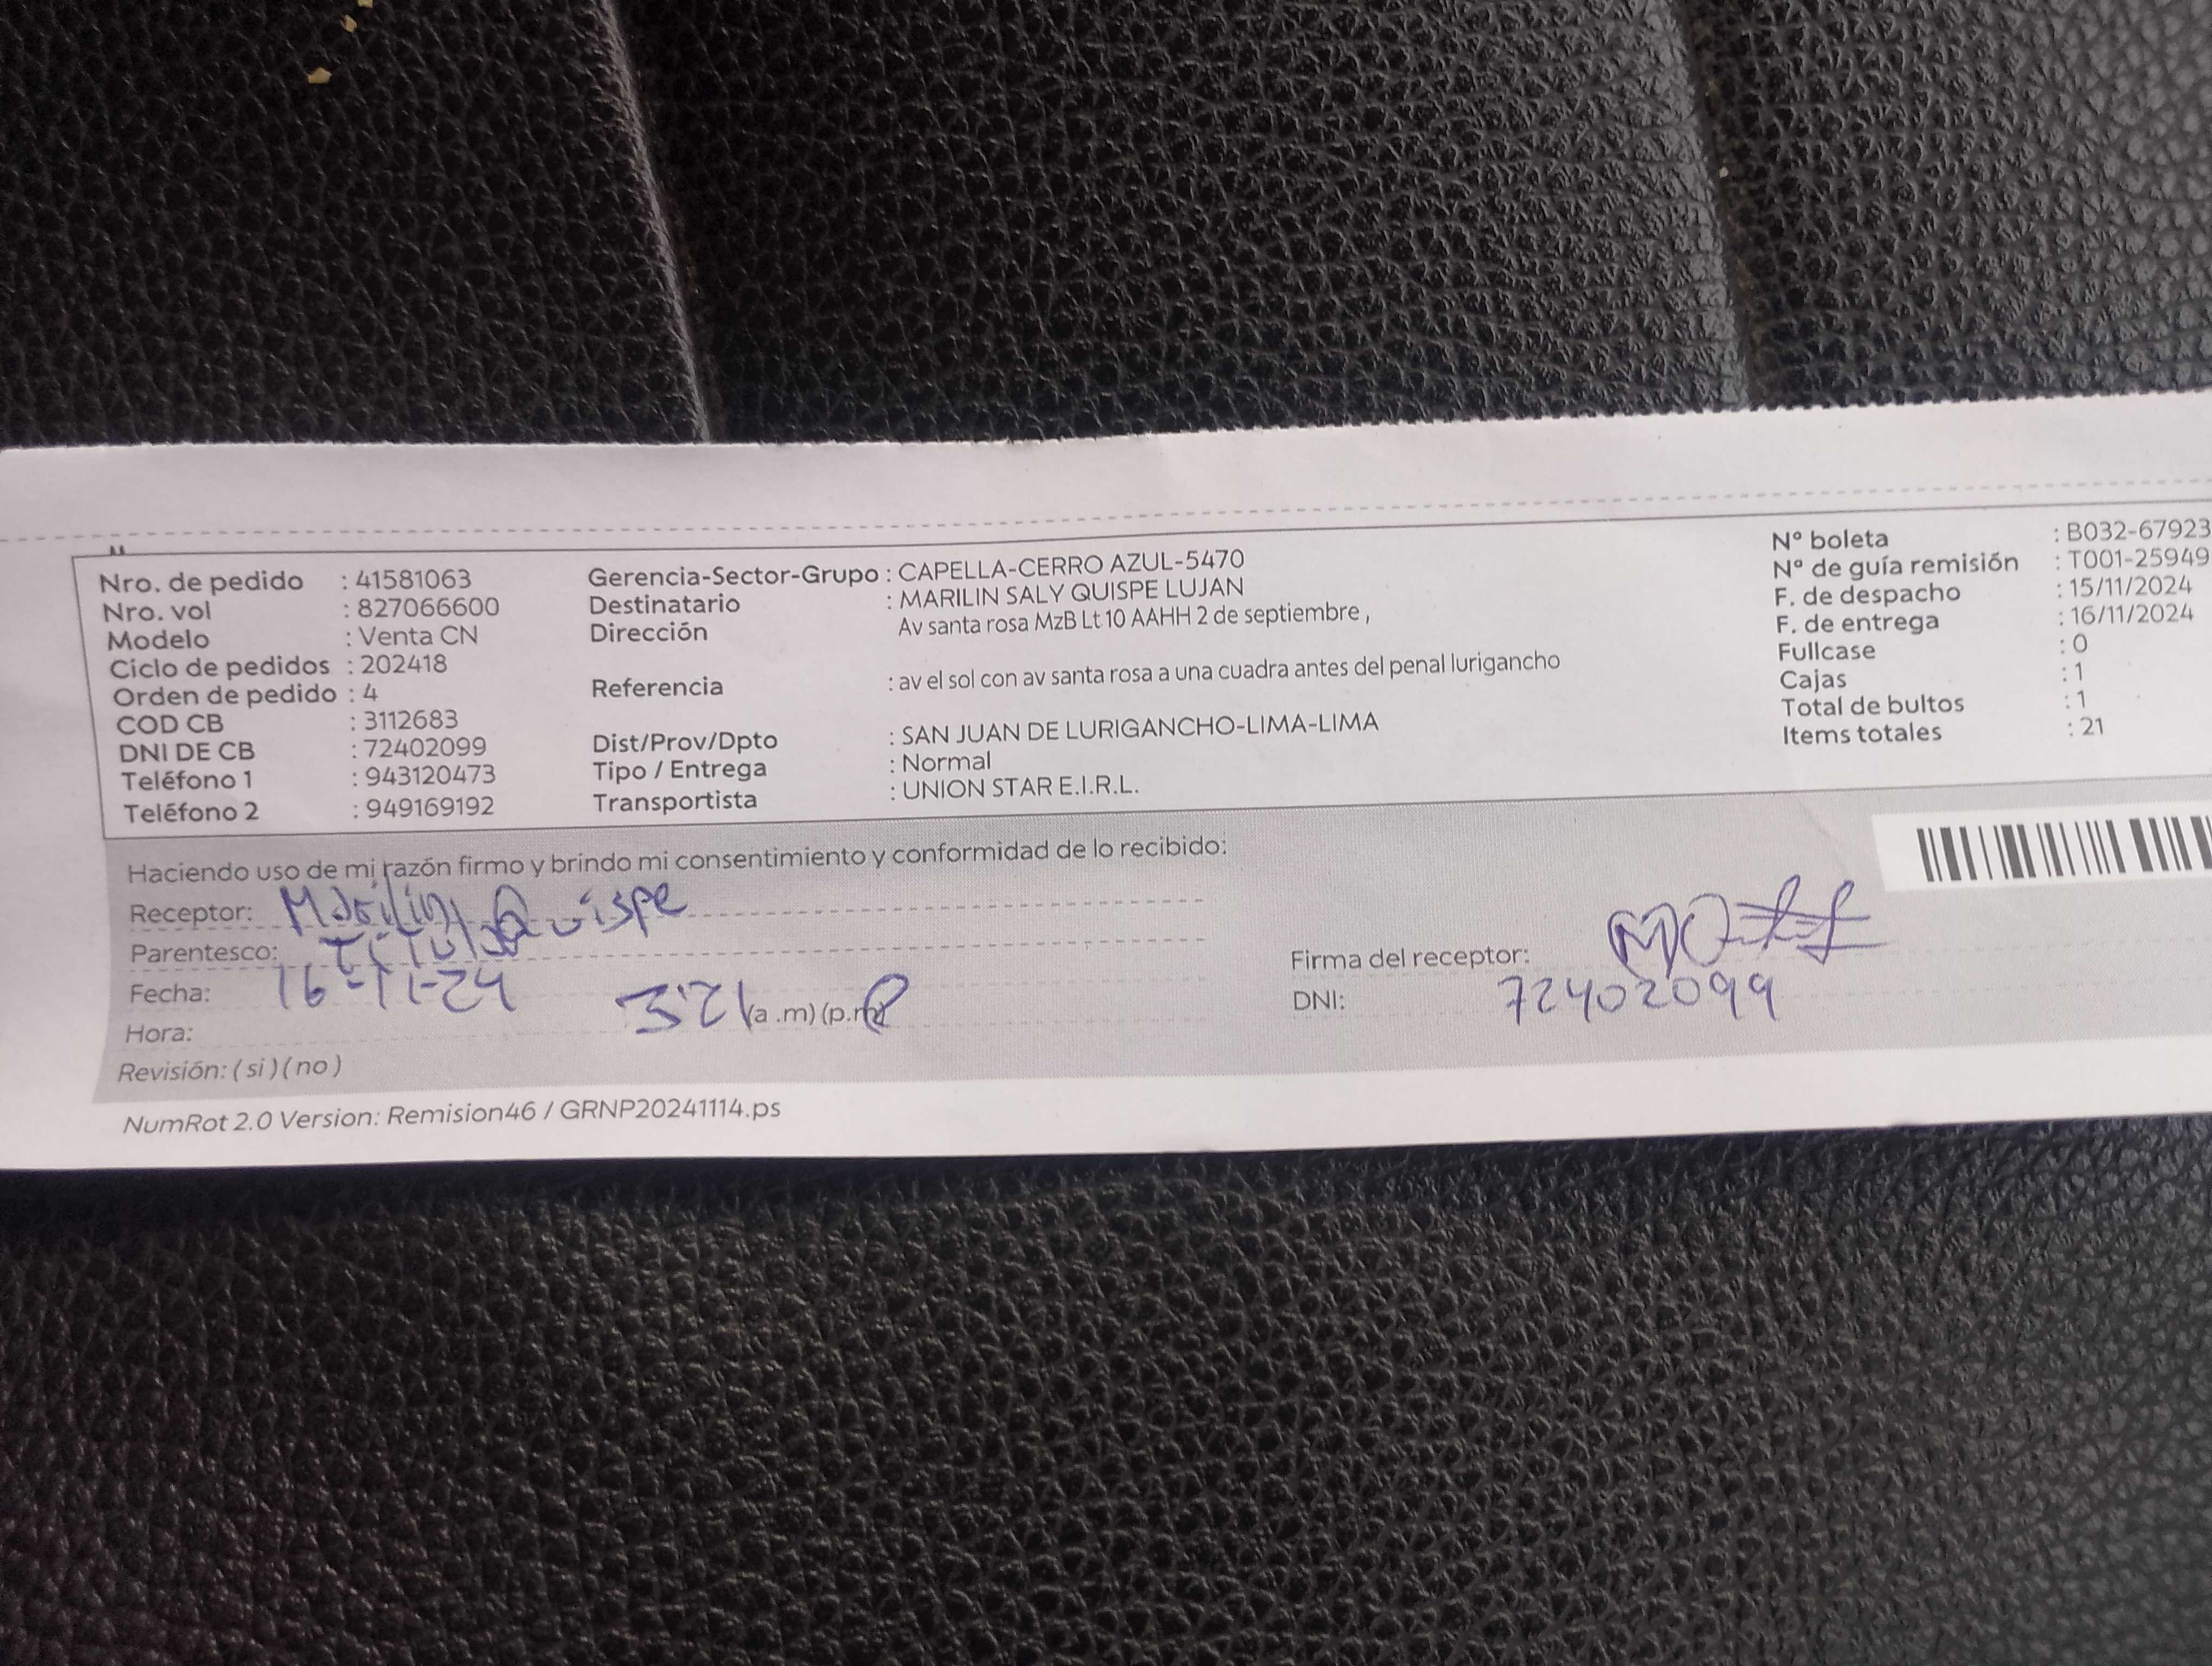 Nro. de pedido : 41581063
Nro. vol : 827066600
Modelo : Venta CN
Ciclo de pedidos : 202418
Orden de pedido : 4
COD CB : 3112683
DNI DE CB : 72402099
Teléfono 1 : 943120473
Teléfono 2 : 949169192
Gerencia-Sector-Grupo : CAPELLA-CERRO AZUL-5470
Destinatario : MARILIN SALY QUISPE LUJAN
Dirección Av santa rosa MzB Lt 10 AAHH 2 de septiembre ,
Referencia : av el sol con av santa rosa a una cuadra antes del penal lurigancho
Dist/Prov/Dpto : SAN JUAN DE LURIGANCHO-LIMA-LIMA
Tipo / Entrega : Normal
Transportista : UNION STAR E.I.R.L.
Nº boleta : B032-67923
Nº de guía remisión : T001-25949
F. de despacho : 15/11/2024
F. de entrega : 16/11/2024
Fullcase : 0
Cajas : 1
Total de bultos : 1
Items totales : 21
Haciendo uso de mi razón firmo y brindo mi consentimiento y conformidad de lo recibido:
Receptor: Marilin Quispe
Parentesco: Titular
Fecha: 16-11-24
Hora: 3:21 (a .m) (p.m)
Revisión: ( si ) ( no )
Firma del receptor:
DNI: 72402099
NumRot 2.0 Version: Remision46 / GRNP20241114.ps